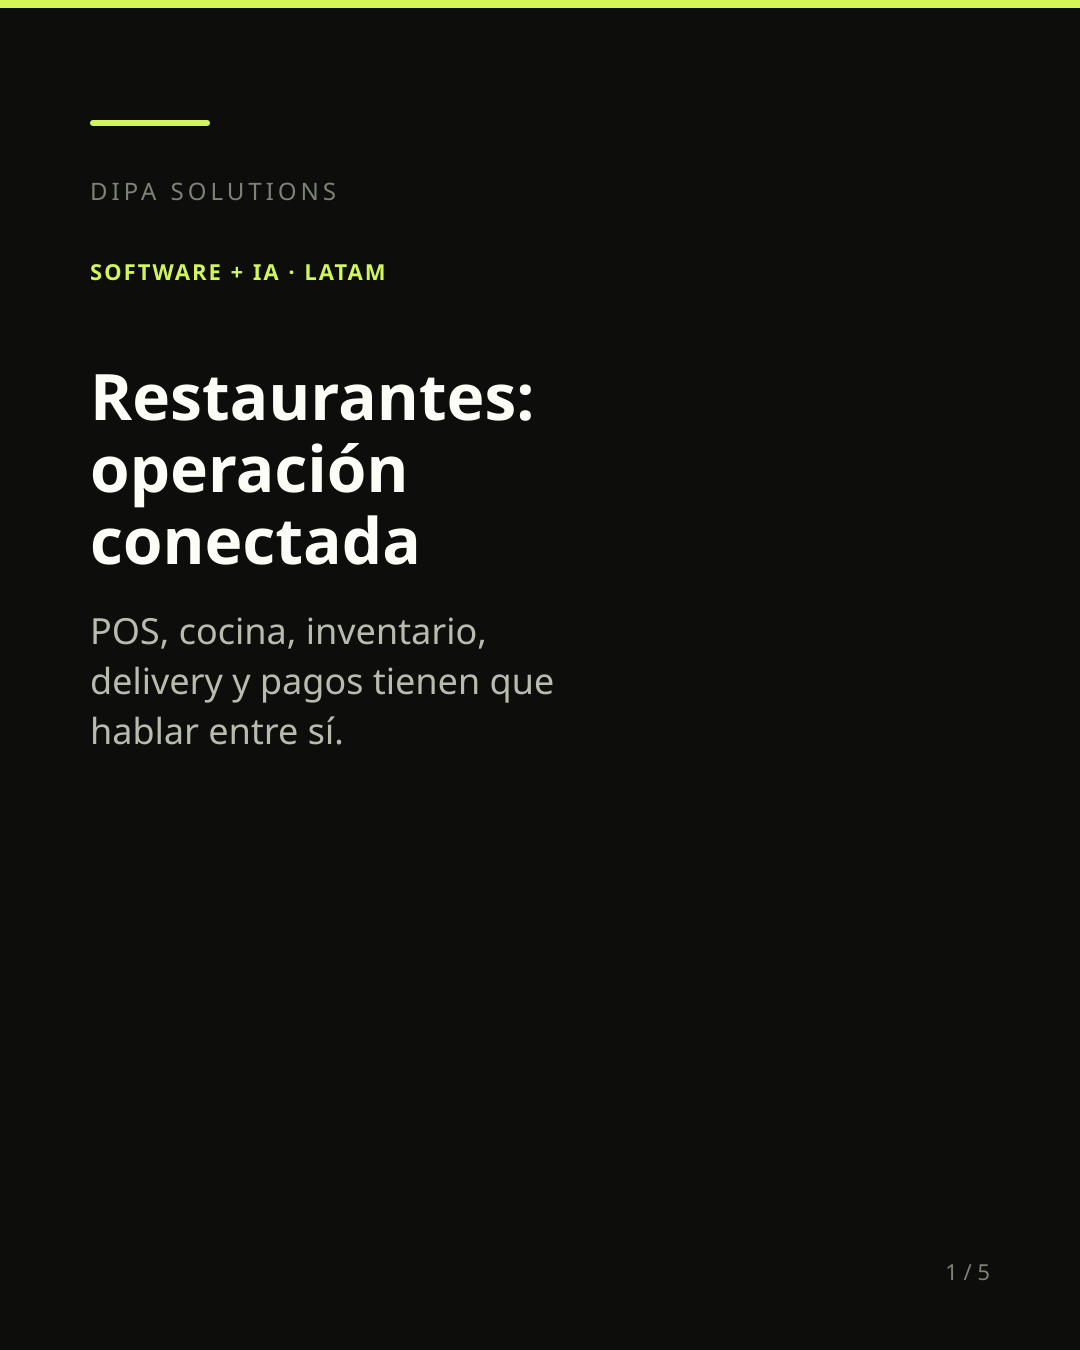 DIPA SOLUTIONS
SOFTWARE + IA · LATAM
Restaurantes:
operación
conectada
POS, cocina, inventario,
delivery y pagos tienen que
hablar entre sí.
1 / 5